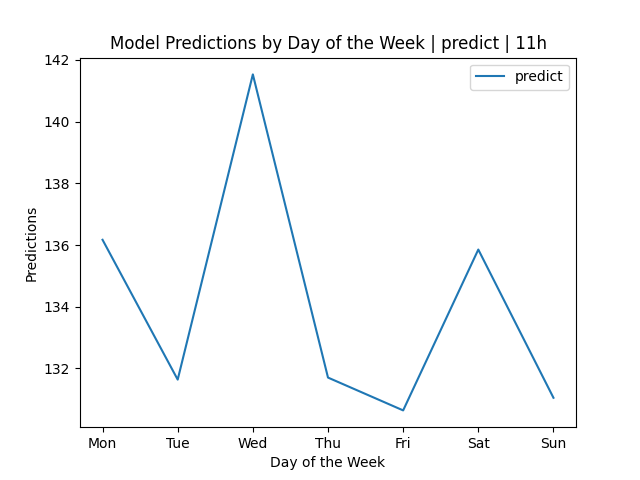 Model Predictions by Day of the Week | predict | 11h
predict
142
140
138
136
134
132
Predictions
Mon Tue Wed Thu Fri Sat Sun
Day of the Week